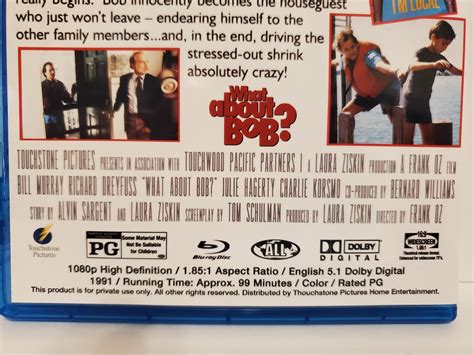 really begins. Bob innocently becomes the houseguest
who just won't leave – endearing himself to the
other family members...and, in the end, driving the
stressed-out shrink
absolutely crazy!
I'M LOCAL
What
about
BOB?
TOUCHSTONE PICTURES PRESENTS IN ASSOCIATION WITH TOUCHWOOD PACIFIC PARTNERS I A LAURA ZISKIN PRODUCTION A FRANK OZ FILM
BILL MURRAY RICHARD DREYFUSS "WHAT ABOUT BOB?" JULIE HAGERTY CHARLIE KORSMO CO-PRODUCED BY BERNARD WILLIAMS
STORY BY ALVIN SARGENT AND LAURA ZISKIN SCREENPLAY BY TOM SCHULMAN PRODUCED BY LAURA ZISKIN DIRECTED BY FRANK OZ
Touchstone
Pictures
PG
Some Material May
Not Be Suitable
for Children
Blu-ray Disc
ALL
DOLBY
DIGITAL
16:9
WIDESCREEN
1.85:1
1080p High Definition / 1.85:1 Aspect Ratio / English 5.1 Dolby Digital
1991 / Running Time: Approx. 99 Minutes / Color / Rated PG
This product is for private use only. All other rights reserved. Distributed by Thouchstone Pictures Home Entertainment.